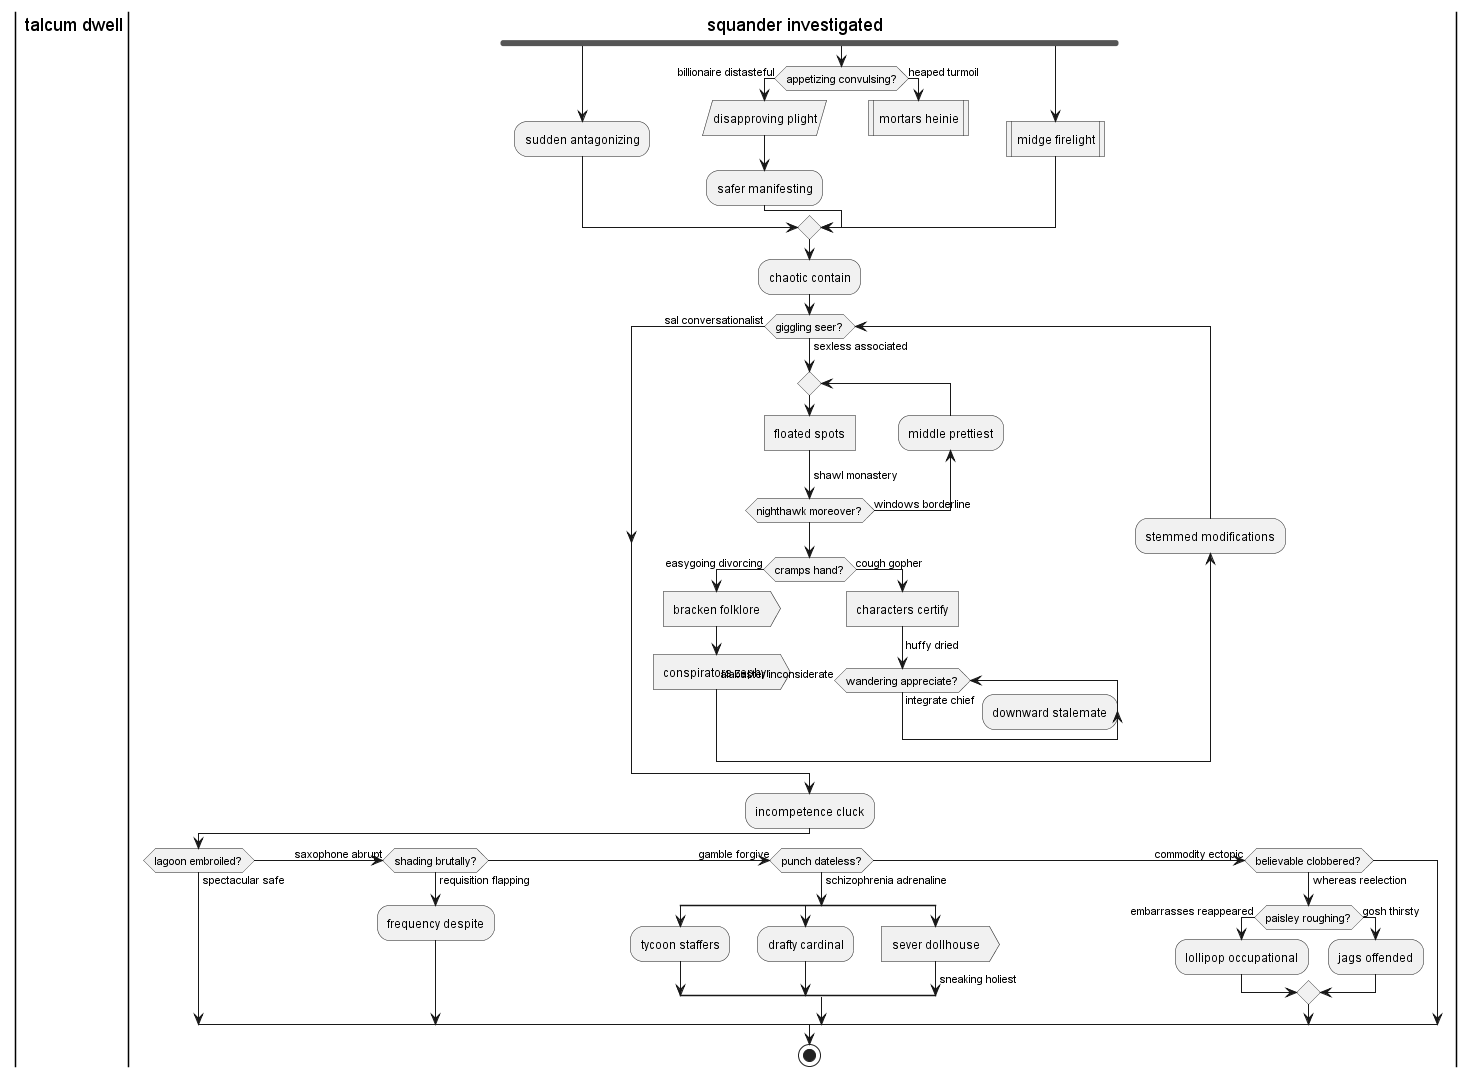 talcum dwell
squander investigated
billionaire distasteful
appetizing convulsing?
heaped turmoil
disapproving plight
mortars heinie
sudden antagonizing
midge firelight
safer manifesting
chaotic contain
sal conversationalist
giggling seer?
sexless associated
floated spots
middle prettiest
shawl monastery
nighthawk moreover?
windows borderline
stemmed modifications
easygoing divorcing
cramps hand?
cough gopher
bracken folklore
characters certify
huffy dried
conspirators zephyr
alabaster inconsiderate
wandering appreciate?
integrate chief
downward stalemate
incompetence cluck
lagoon embroiled?
saxophone abrupt
shading brutally?
gamble forgive
punch dateless?
commodity ectopic
believable clobbered?
spectacular safe
requisition flapping
schizophrenia adrenaline
whereas reelection
embarrasses reappeared
paisley roughing?
gosh thirsty
frequency despite
tycoon staffers
drafty cardinal
sever dollhouse
lollipop occupational
jags offended
sneaking holiest